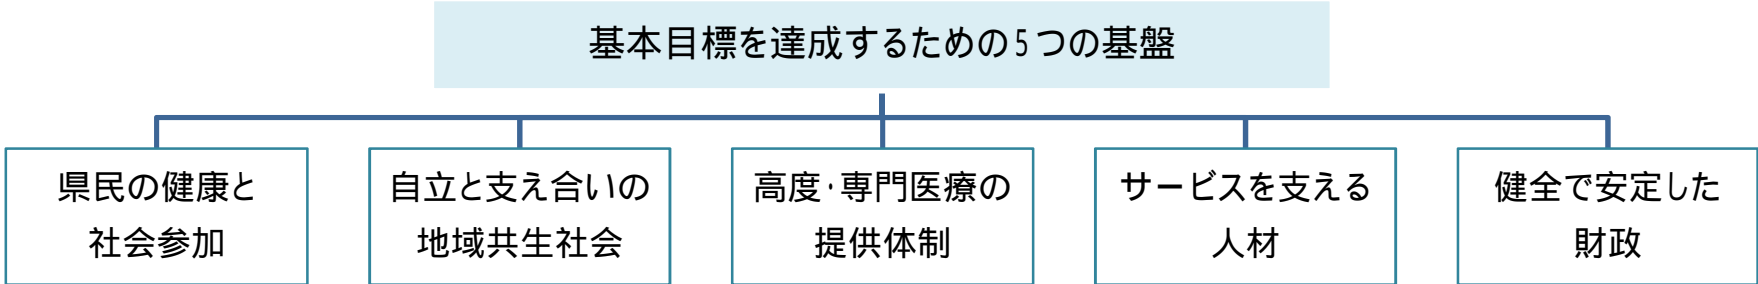 基本目標を達成するための5つの基盤
県民の健康と
社会参加
自立と支え合いの
地域共生社会
高度・専門医療の
提供体制
サービスを支える
人材
健全で安定した
財政